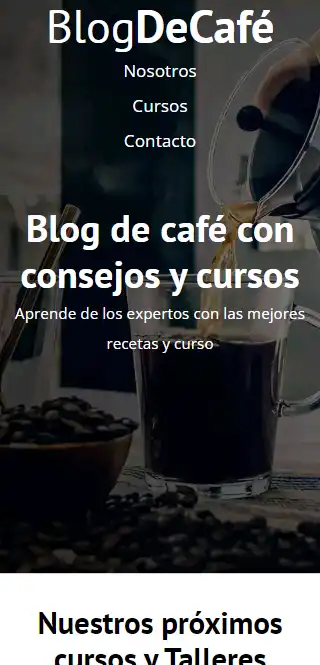 BlogDeCafé
Nosotros
Cursos
Contacto
Blog de café con
consejos y cursos
Aprende de los expertos con las mejores
recetas y curso
Nuestros próximos
cursos y Talleres